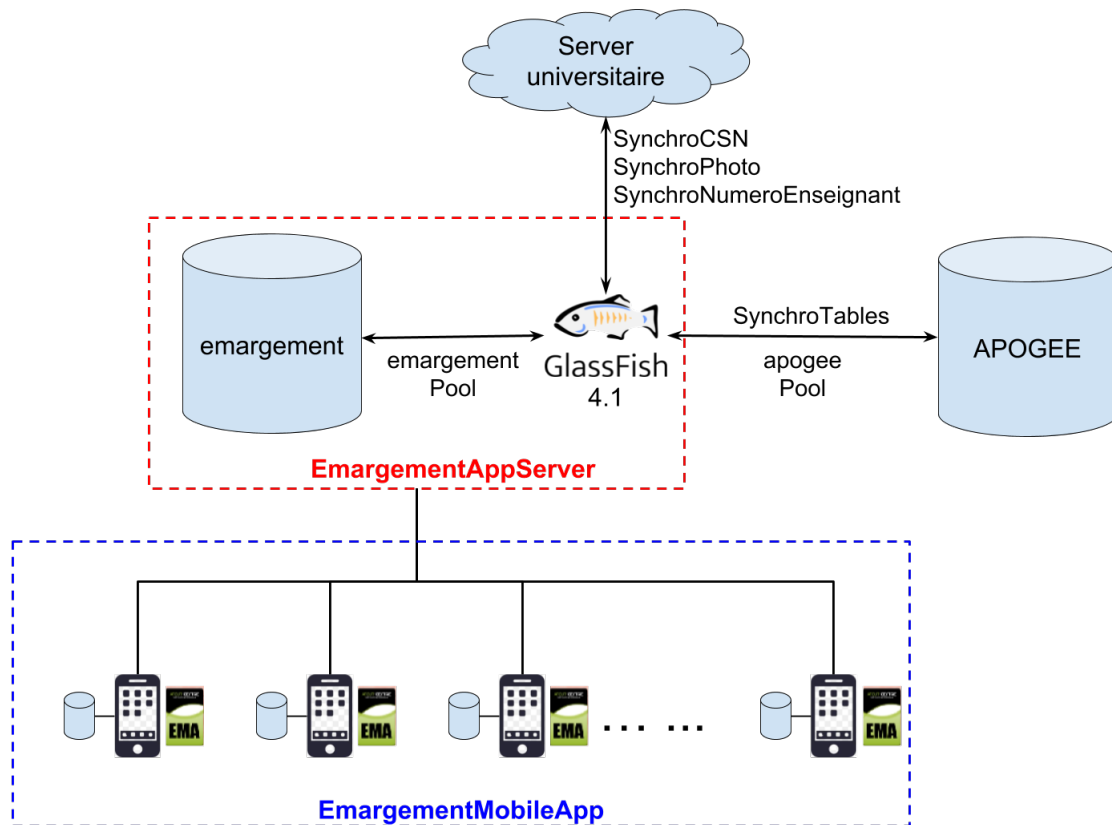 Server
universitaire
SynchroCSN
SynchroPhoto
SynchroNumeroEnseignant
emargement
emargement
Pool
GlassFish
4.1
SynchroTables
apogee
Pool
APOGEE
EmargementAppServer
EMA
EMA
EMA
... ...
EMA
EmargementMobileApp